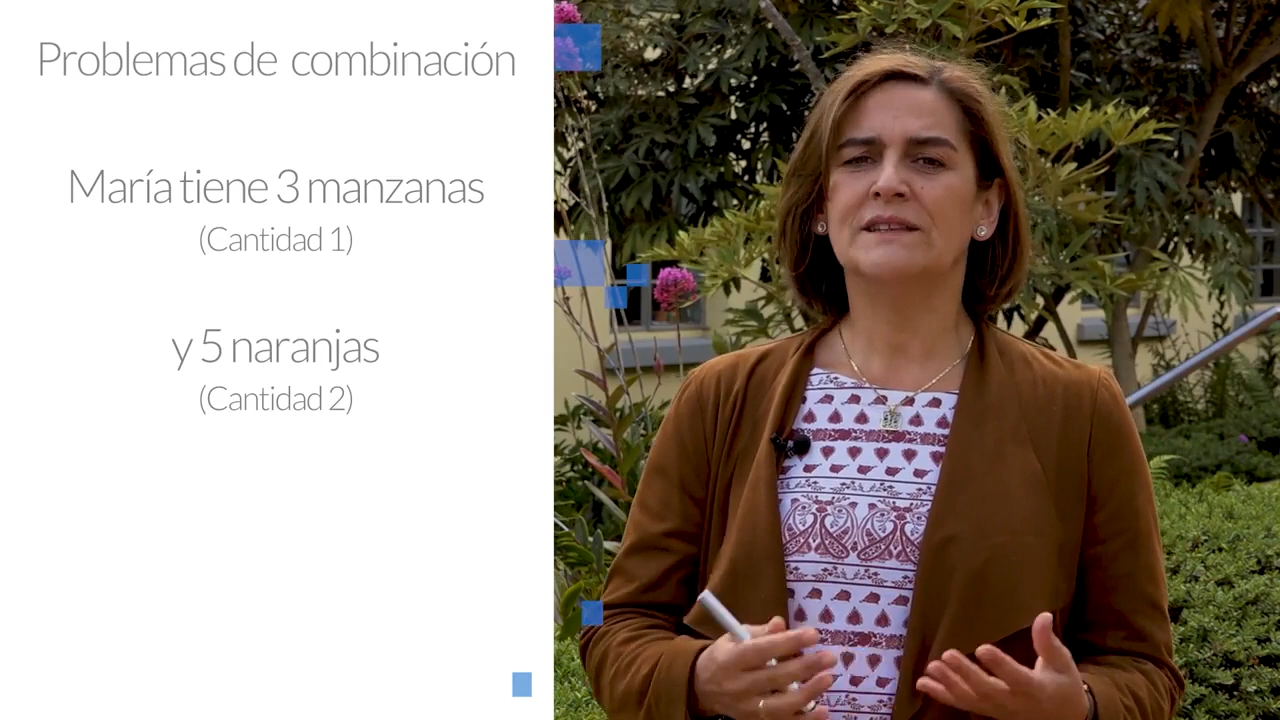 Problemas de combinación
María tiene 3 manzanas
(Cantidad 1)
y 5 naranjas
(Cantidad 2)